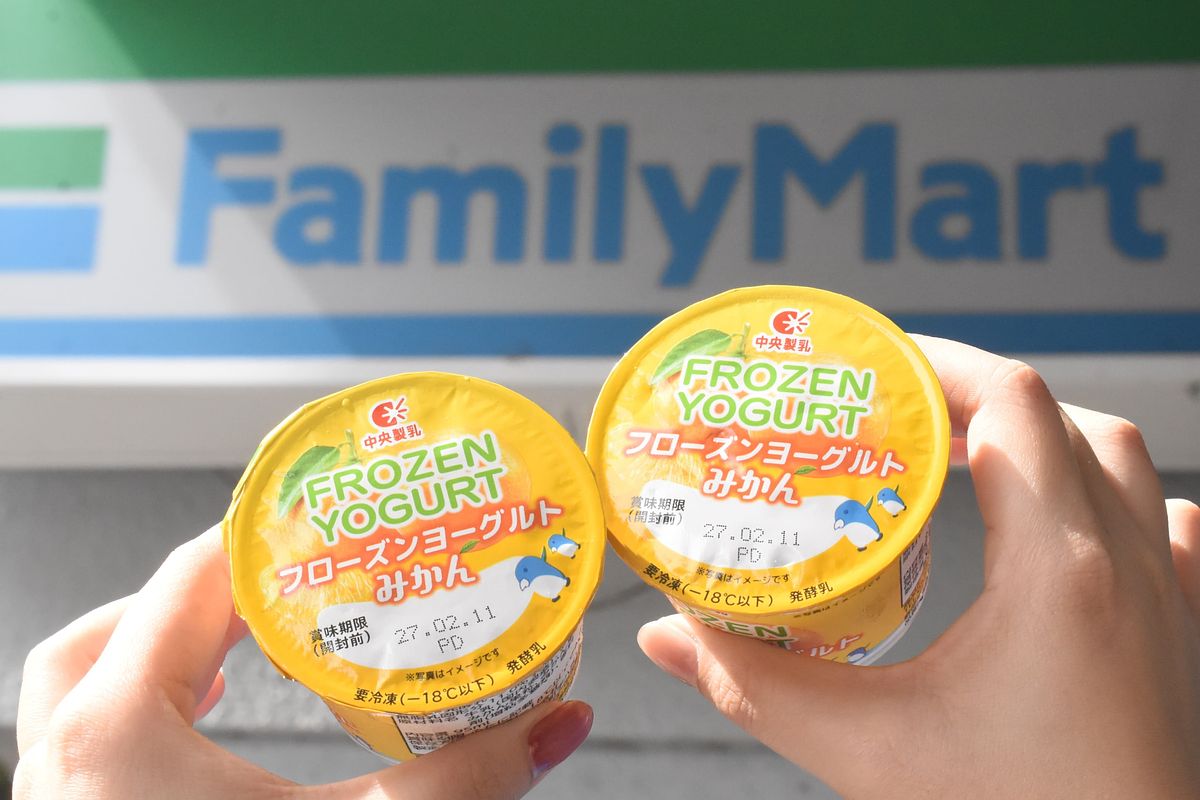 FamilyMart
中央製乳
FROZEN
YOGURT
フローズンヨーグルト
みかん
賞味期限
(開封前)
27.02.11
PD
※写真はイメージです
要冷凍(-18℃以下) 発酵乳
中央製乳
FROZEN
YOGURT
フローズンヨーグルト
みかん
賞味期限
(開封前)
27.02.11
PD
※写真はイメージです
要冷凍(-18℃以下) 発酵乳